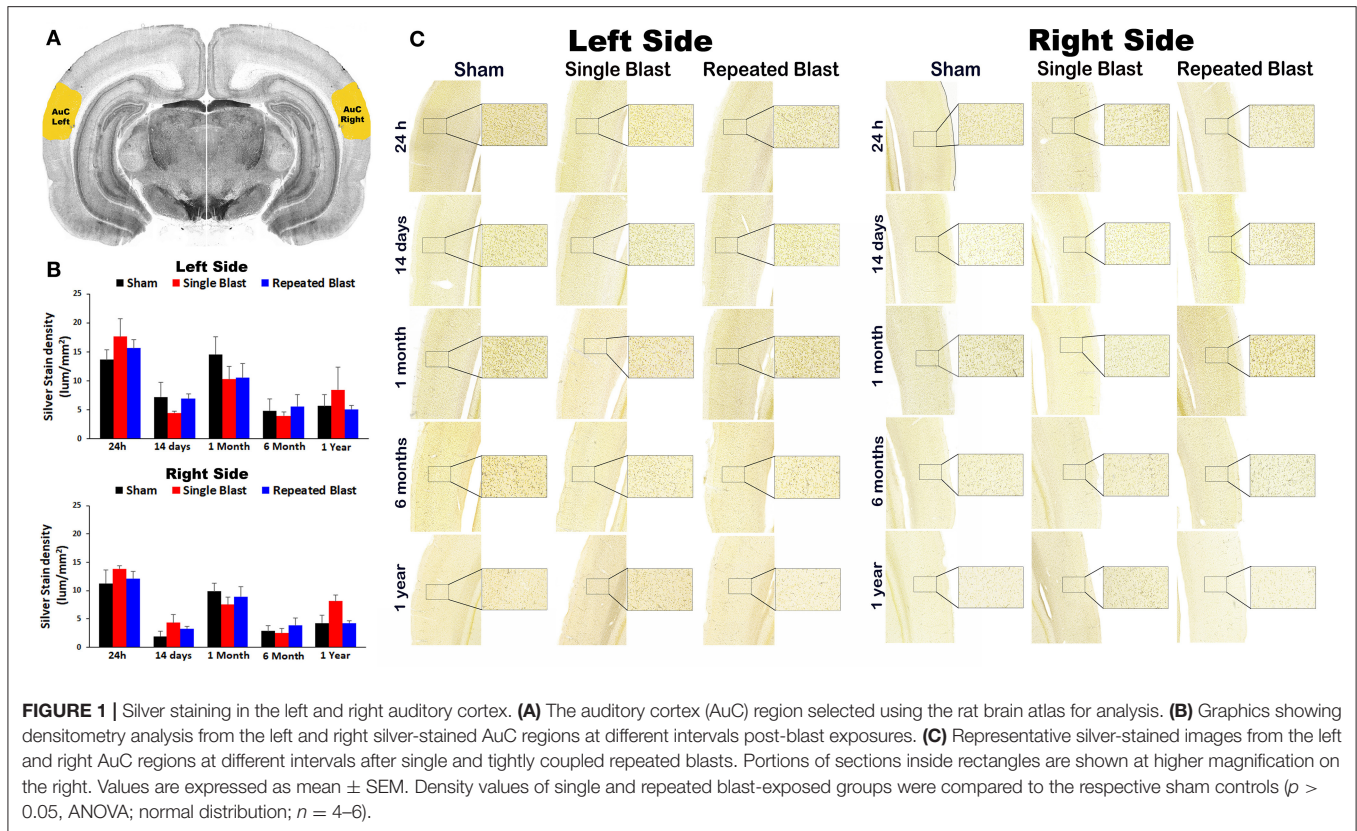 A
AuC
Left
AuC
Right
B
Left Side
Sham
Single Blast
Repeated Blast
Silver Stain density
(lum/mm²)
25
20
15
10
5
0
24h
14 days
1 Month
6 Month
1 Year
Right Side
Sham
Single Blast
Repeated Blast
Silver Stain density
(lum/mm²)
25
20
15
10
5
0
24h
14 days
1 Month
6 Month
1 Year
C
Left Side
Right Side
Sham
Single Blast
Repeated Blast
Sham
Single Blast
Repeated Blast
24 h
24h
14 days
14 days
1 month
1 month
6 months
6 months
1 year
1 year
FIGURE 1 | Silver staining in the left and right auditory cortex. (A) The auditory cortex (AuC) region selected using the rat brain atlas for analysis. (B) Graphics showing
densitometry analysis from the left and right silver-stained AuC regions at different intervals post-blast exposures. (C) Representative silver-stained images from the left
and right AuC regions at different intervals after single and tightly coupled repeated blasts. Portions of sections inside rectangles are shown at higher magnification on
the right. Values are expressed as mean ± SEM. Density values of single and repeated blast-exposed groups were compared to the respective sham controls (p >
0.05, ANOVA; normal distribution; n = 4–6).